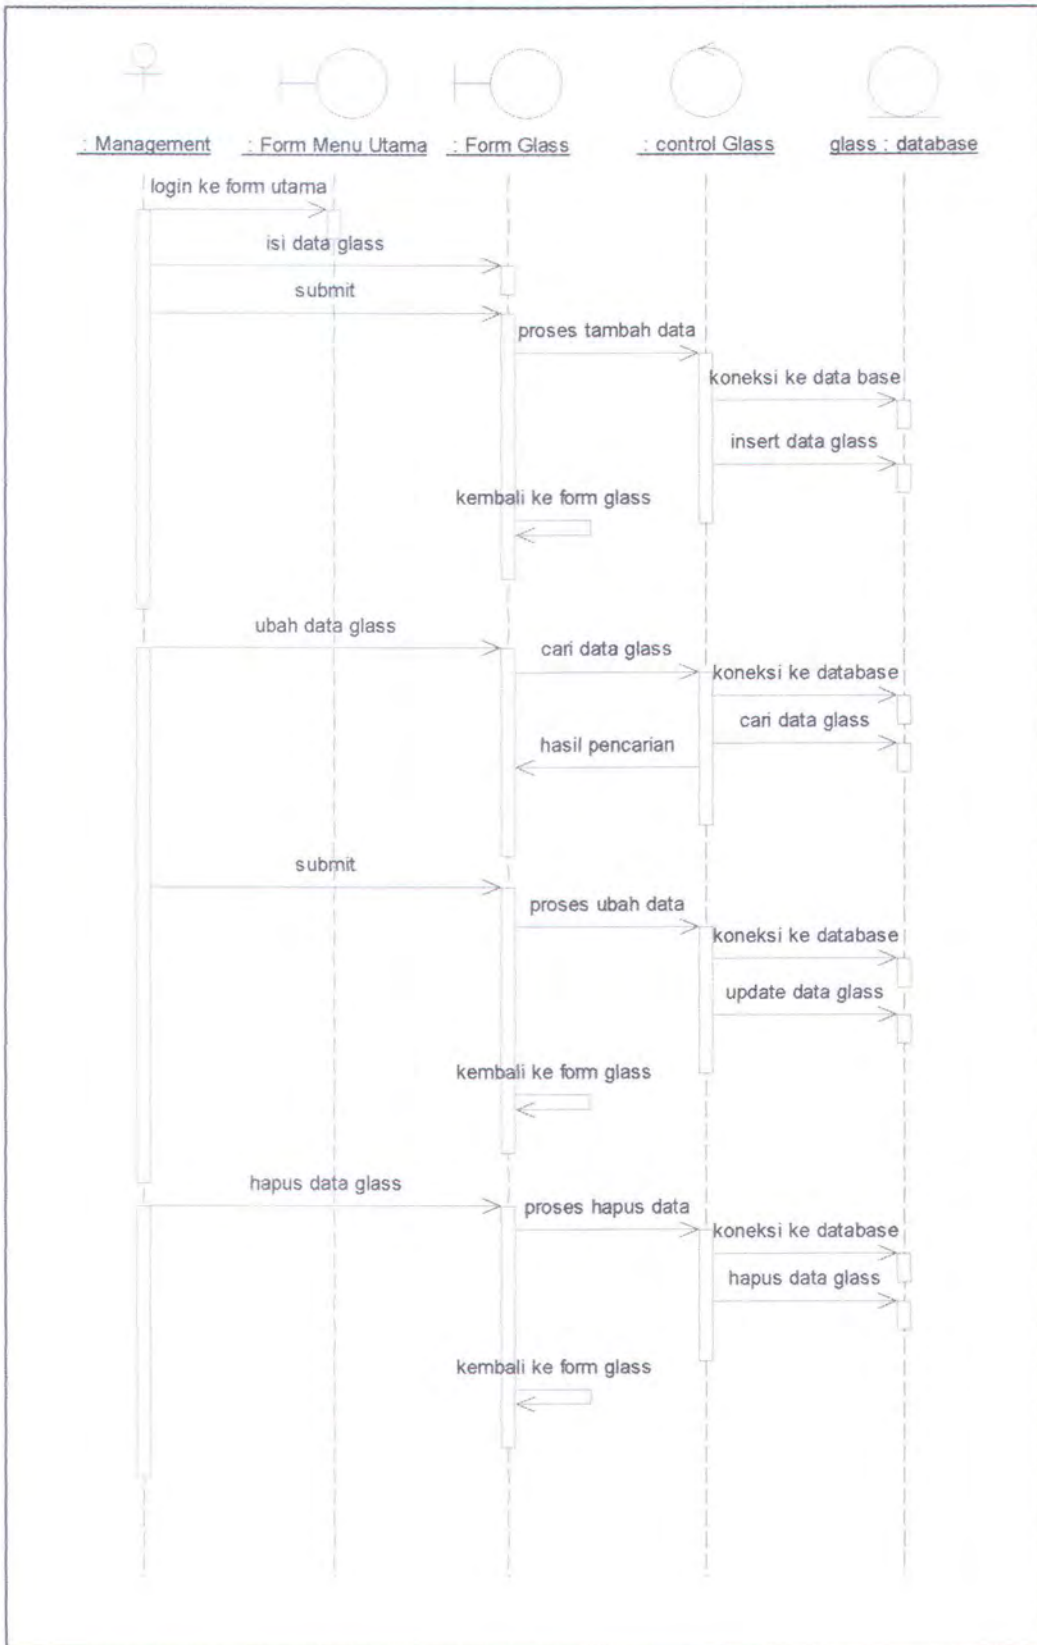 : Management
: Form Menu Utama
: Form Glass
: control Glass
glass : database
login ke form utama
isi data glass
submit
proses tambah data
koneksi ke data base
insert data glass
kembali ke form glass
ubah data glass
cari data glass
koneksi ke database
cari data glass
hasil pencarian
submit
proses ubah data
koneksi ke database
update data glass
kembali ke form glass
hapus data glass
proses hapus data
koneksi ke database
hapus data glass
kembali ke form glass